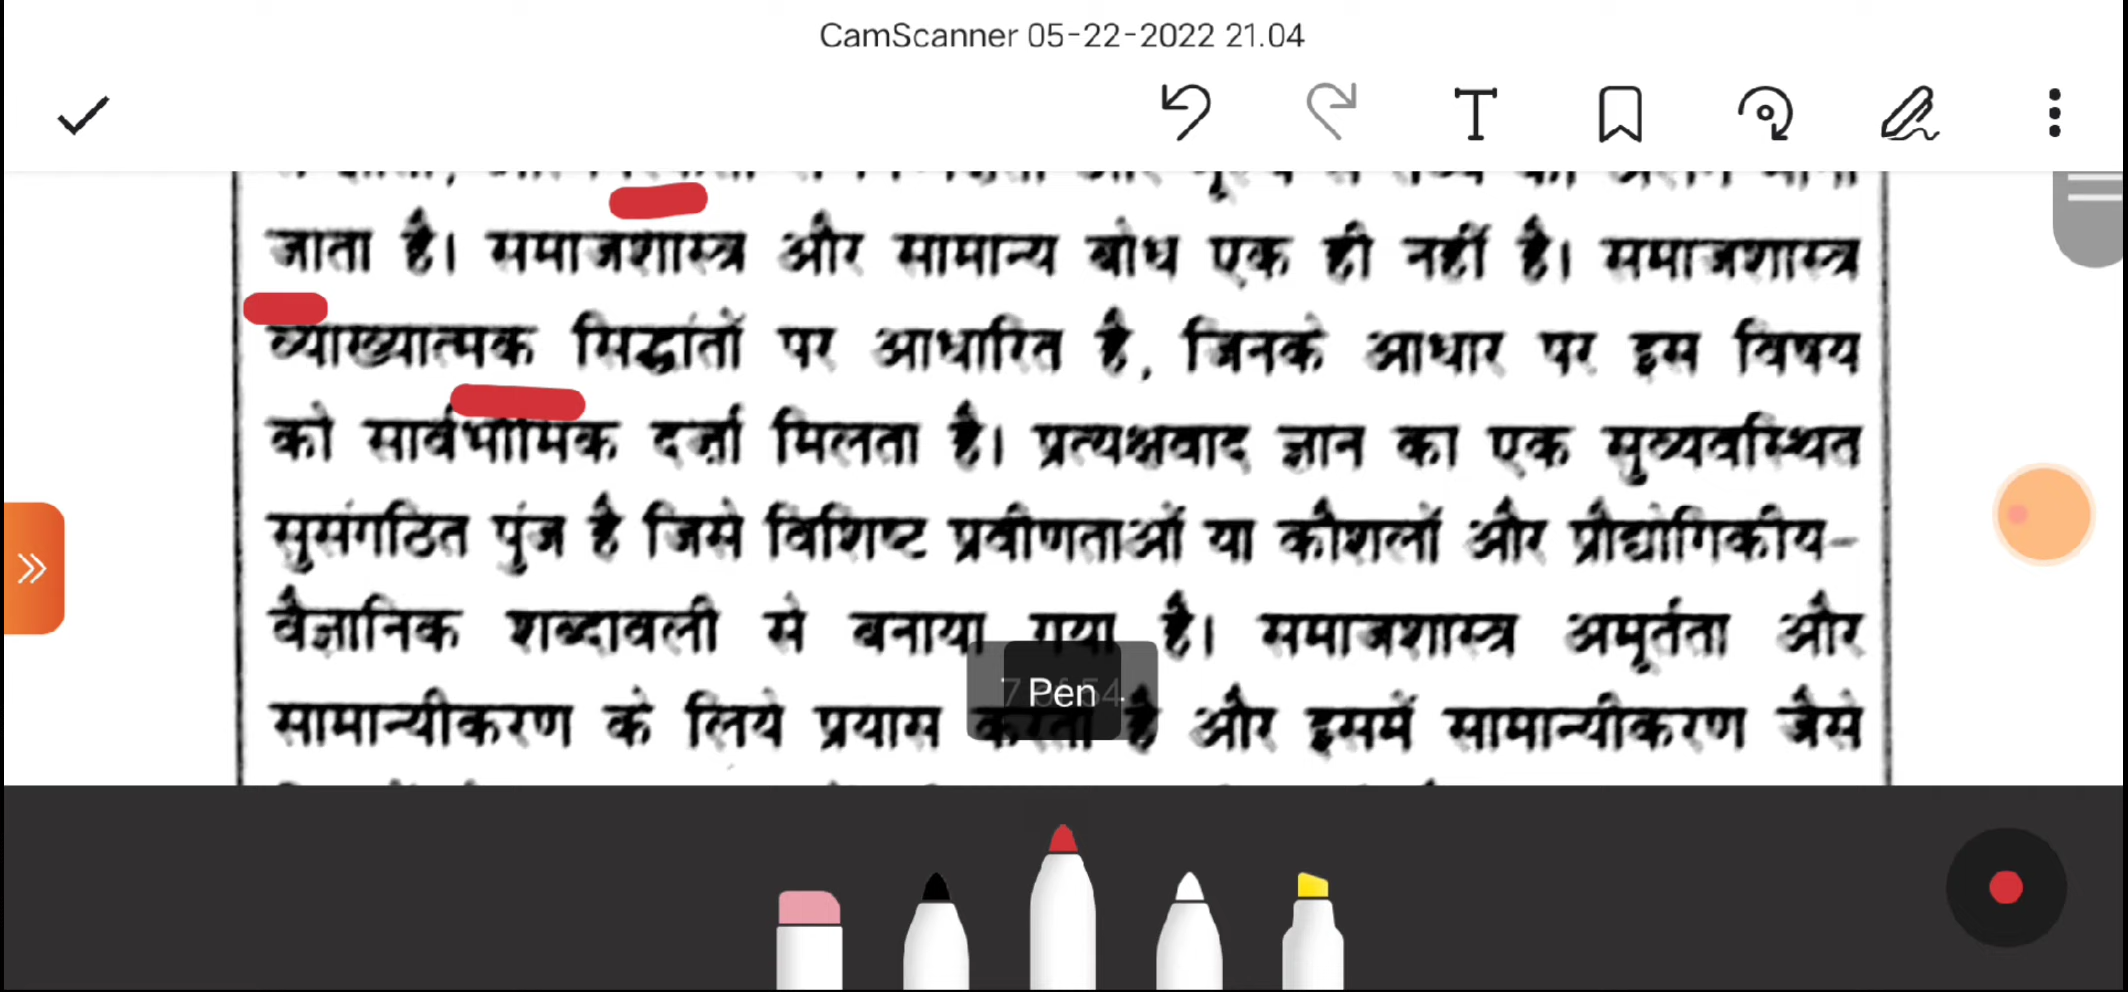 CamScanner 05-22-2022 21.04
T
जाता है। समाजशास्त्र और सामान्य बोध एक ही नहीं है। समाजशास्त्र
व्याख्यात्मक सिद्धांतों पर आधारित है, जिनके आधार पर इस विषय
को सार्वभौमिक दर्जा मिलता है। प्रत्यक्षवाद ज्ञान का एक सुव्यवस्थित
सुसंगठित पुंज है जिसे विशिष्ट प्रवीणताओं या कौशलों और प्रौद्योगिकीय-
वैज्ञानिक शब्दावली से बनाया गया है। समाजशास्त्र अमूर्तता और
Pen
सामान्यीकरण के लिये प्रयास करता है और इसमें सामान्यीकरण जैसे